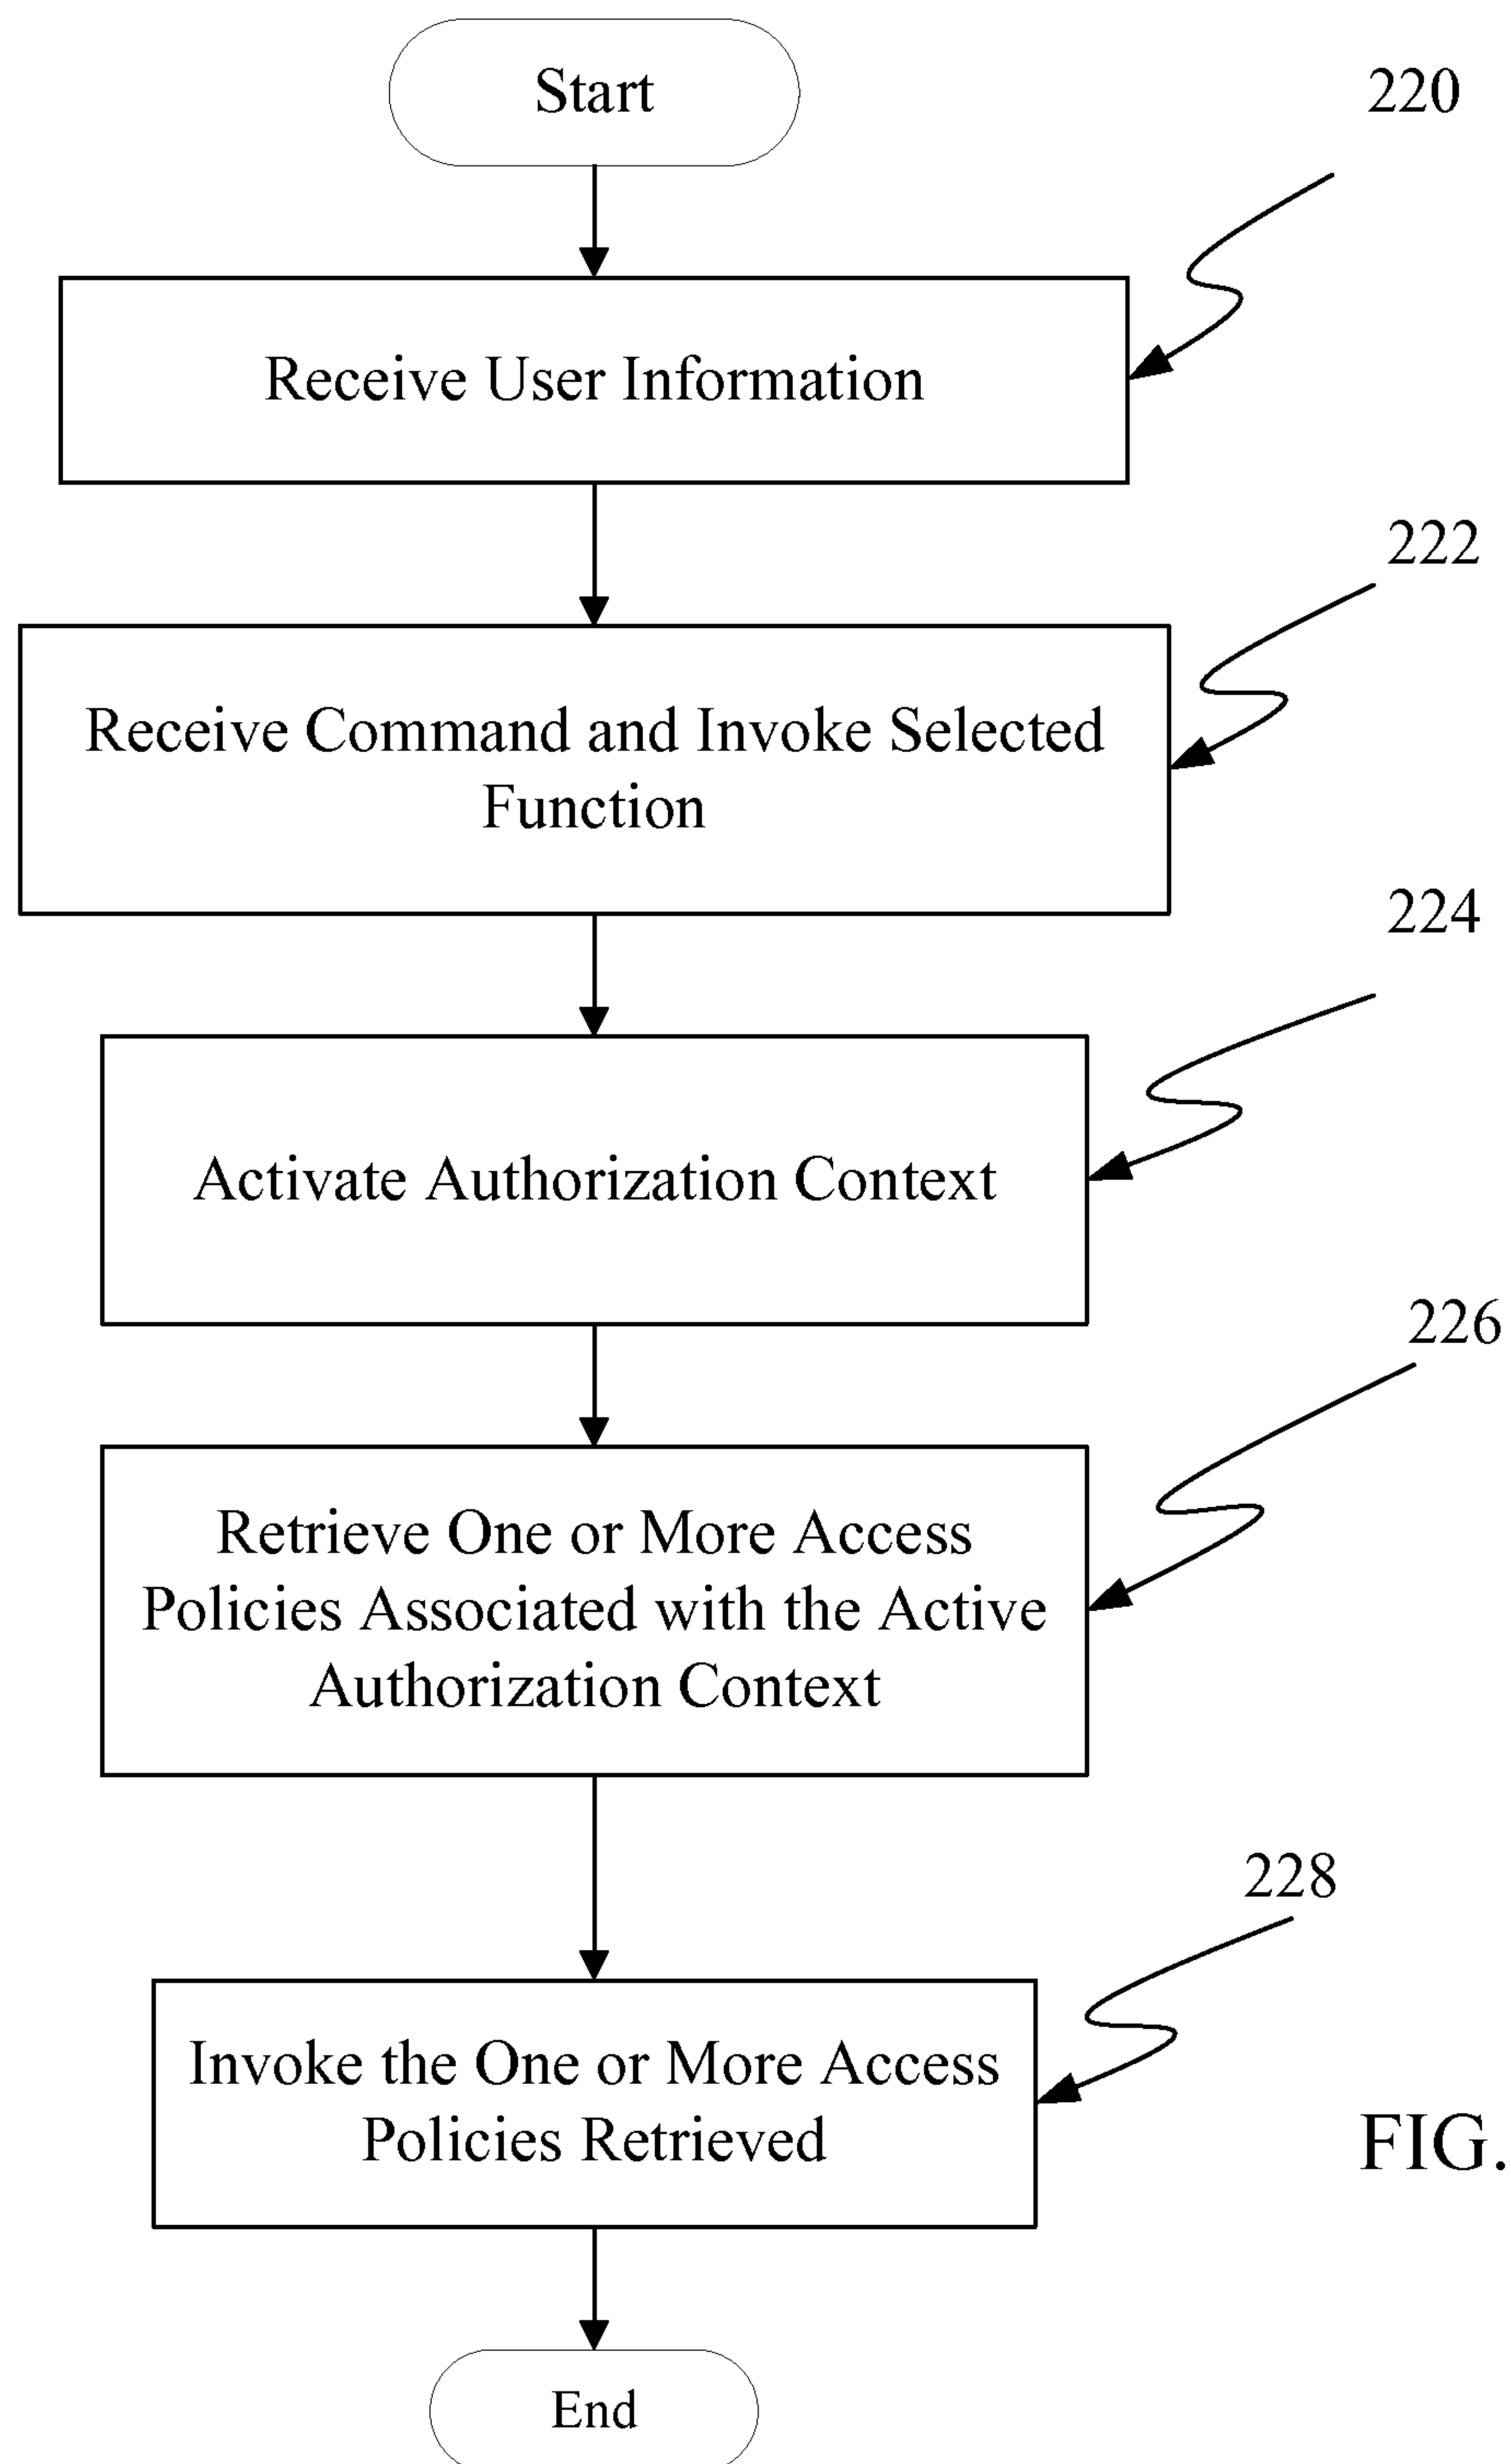 Start
220
Receive User Information
222
Receive Command and Invoke Selected
Function
224
Activate Authorization Context
226
Retrieve One or More Access
Policies Associated with the Active
Authorization Context
228
Invoke the One or More Access
Policies Retrieved
FIG.
End